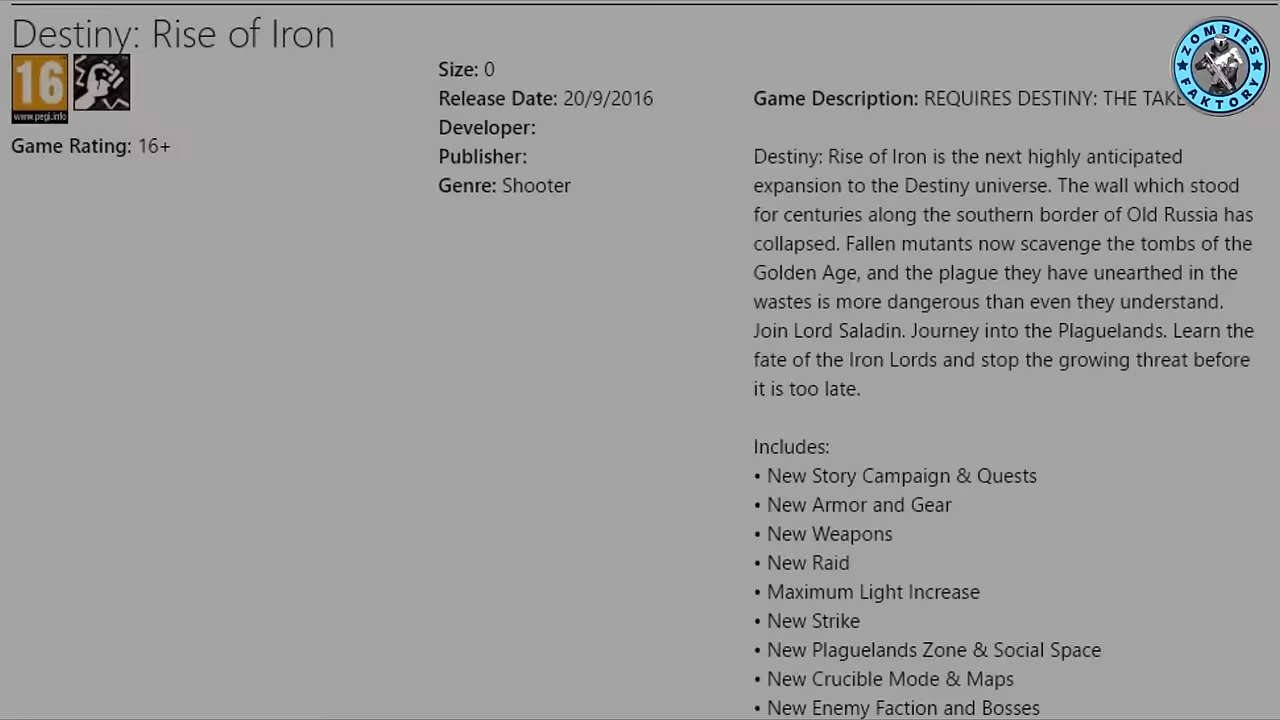 Destiny: Rise of Iron
16
www.pegi.info
Game Rating: 16+
Size: 0
Release Date: 20/9/2016
Developer:
Publisher:
Genre: Shooter
Game Description: REQUIRES DESTINY: THE
Destiny: Rise of Iron is the next highly anticipated
expansion to the Destiny universe. The wall which stood
for centuries along the southern border of Old Russia has
collapsed. Fallen mutants now scavenge the tombs of the
Golden Age, and the plague they have unearthed in the
wastes is more dangerous than even they understand.
Join Lord Saladin. Journey into the Plaguelands. Learn the
fate of the Iron Lords and stop the growing threat before
it is too late.
Includes:
• New Story Campaign & Quests
• New Armor and Gear
• New Weapons
• New Raid
• Maximum Light Increase
• New Strike
• New Plaguelands Zone & Social Space
• New Crucible Mode & Maps
• New Enemy Faction and Bosses
ZOMBIES
FAKTORY